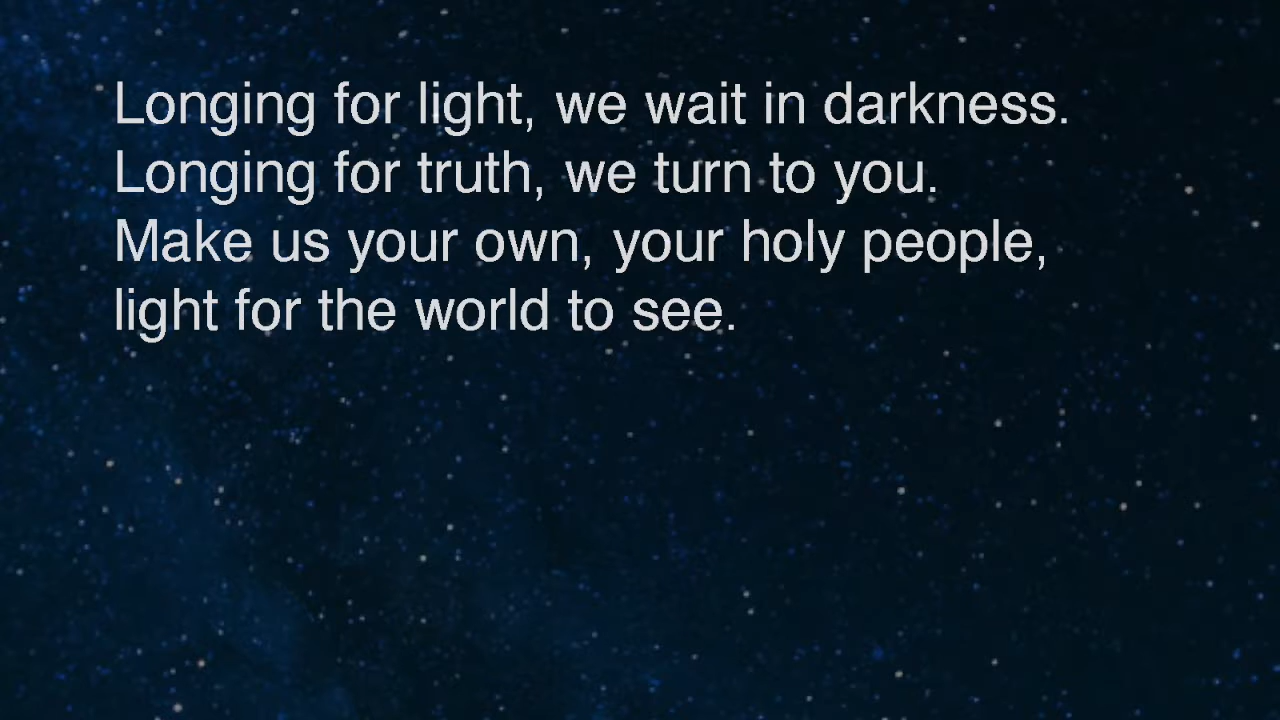 Longing for light, we wait in darkness.
Longing for truth, we turn to you.
Make us your own, your holy people,
light for the world to see.